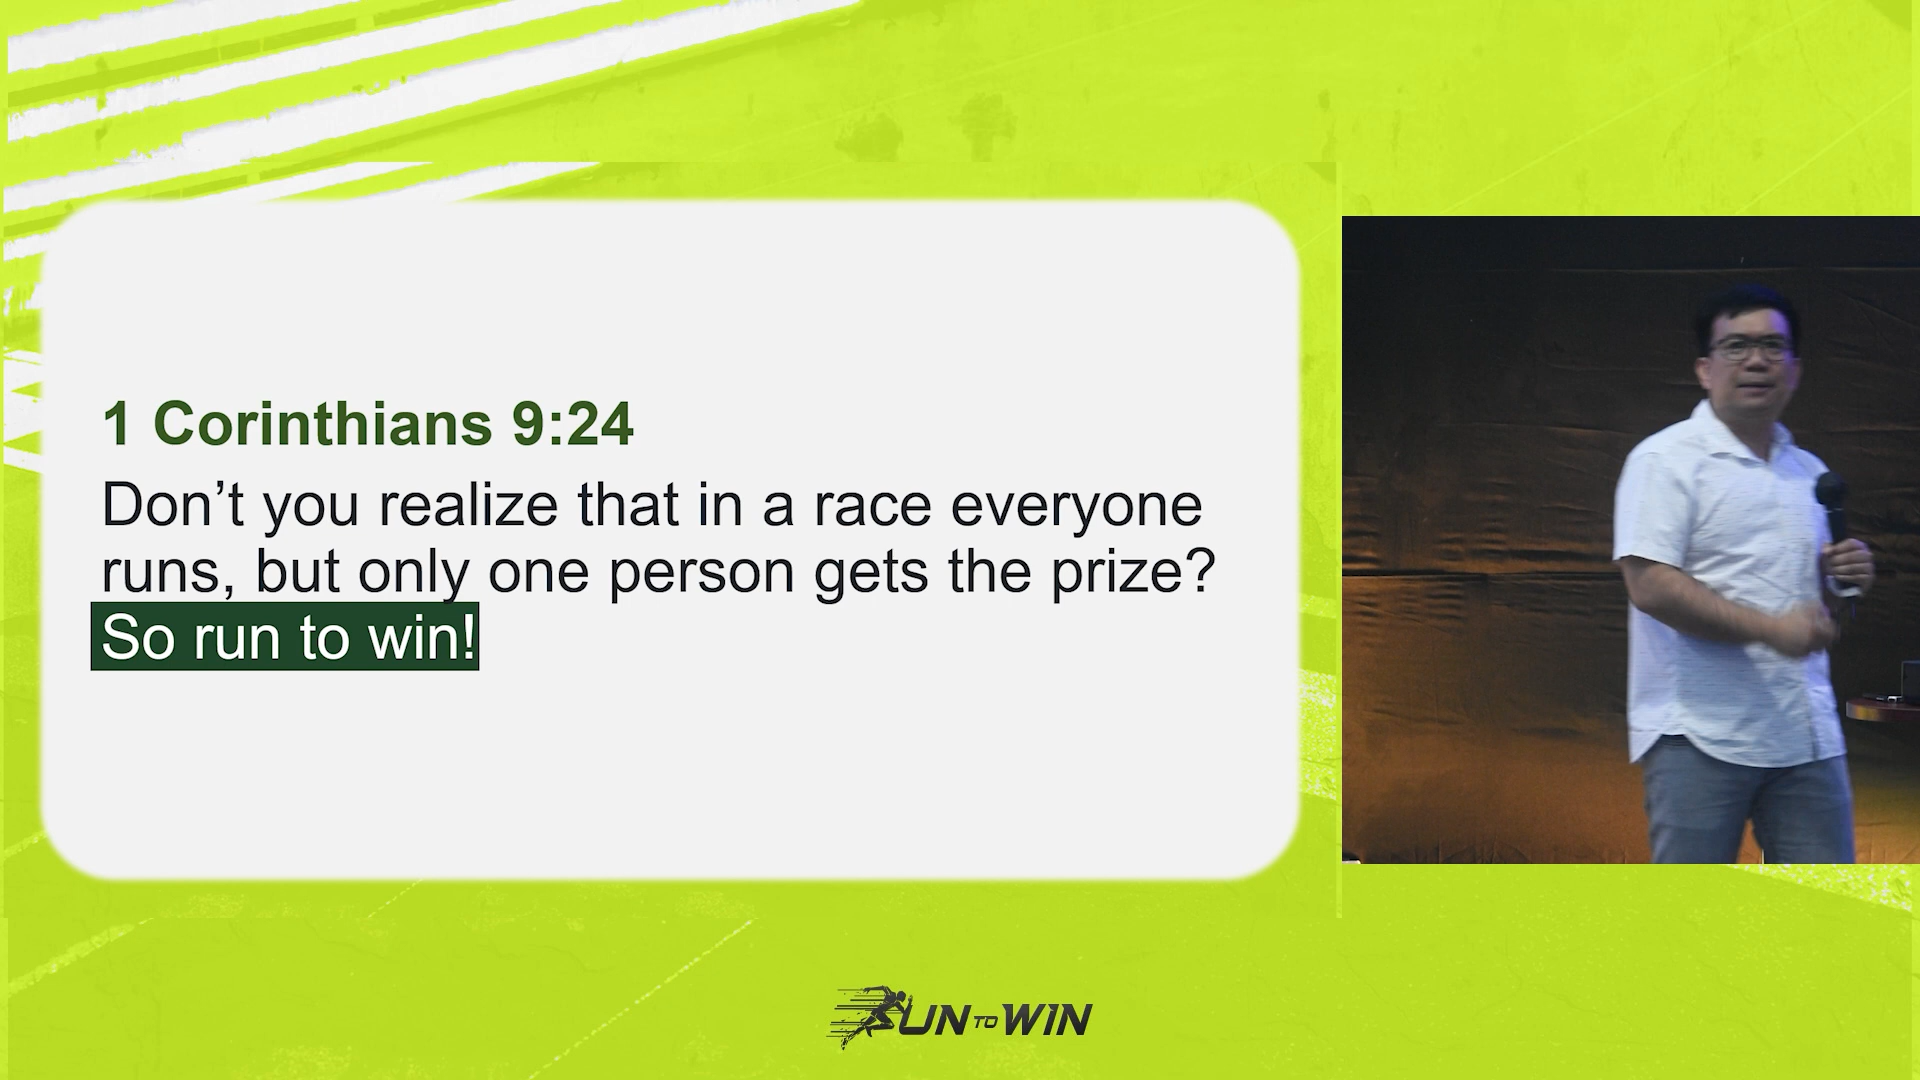 1 Corinthians 9:24
Don’t you realize that in a race everyone
runs, but only one person gets the prize?
So run to win!
RUN TO WIN